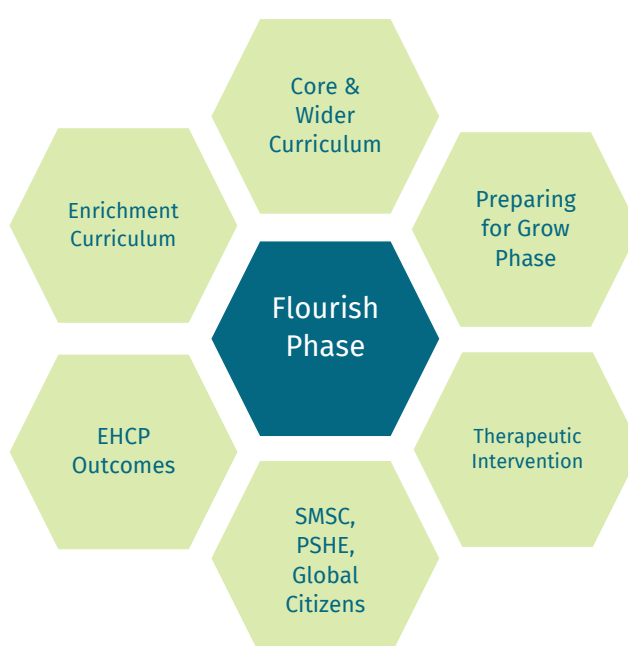 Core &
Wider
Curriculum
Enrichment
Curriculum
Preparing
for Grow
Phase
Flourish
Phase
EHCP
Outcomes
Therapeutic
Intervention
SMSC,
PSHE,
Global
Citizens